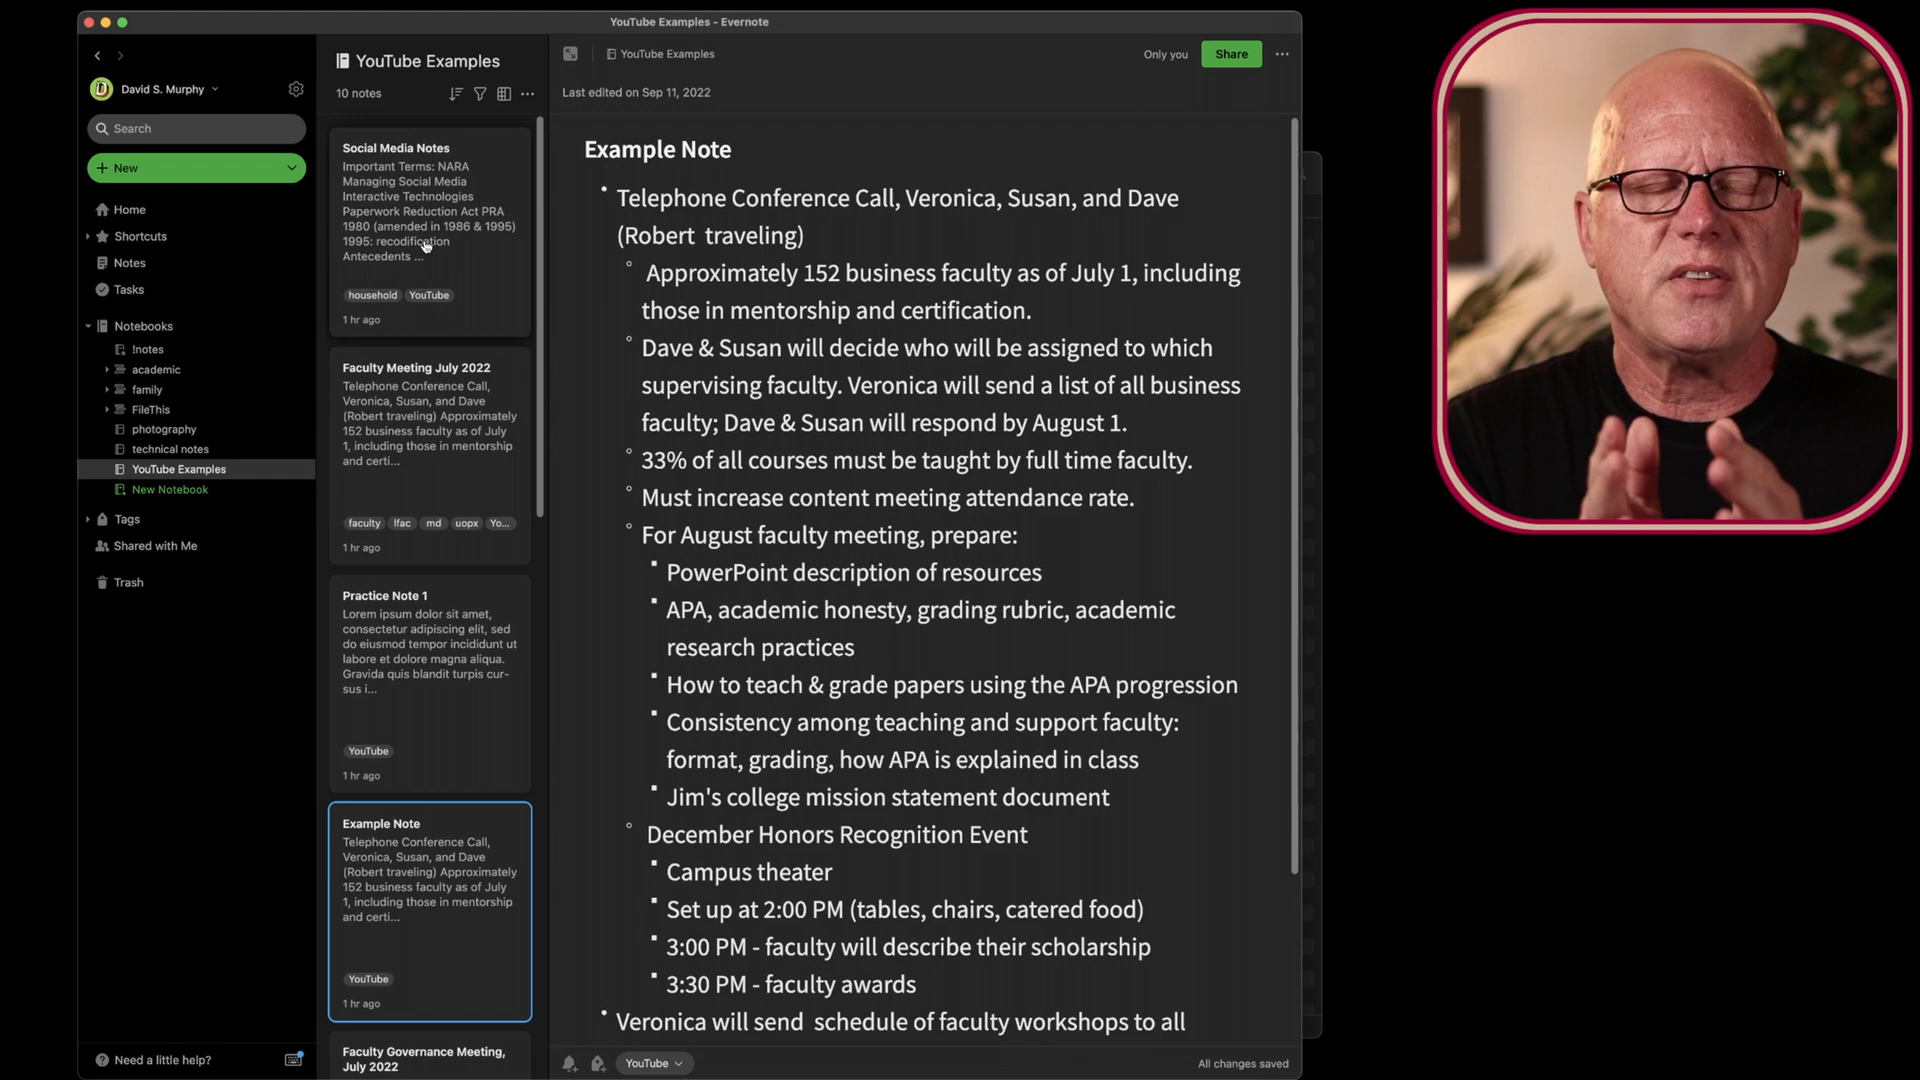 YouTube Examples - Evernote
David S. Murphy
Search
New
Home
Shortcuts
Notes
Tasks
Notebooks
!notes
academic
family
FileThis
photography
technical notes
YouTube Examples
New Notebook
Tags
Shared with Me
Trash
Need a little help?
YouTube Examples
10 notes
Social Media Notes
Important Terms: NARA
Managing Social Media
Interactive Technologies
Paperwork Reduction Act PRA
1980 (amended in 1986 & 1995)
1995: recodification
Antecedents ...
household YouTube
1 hr ago
Faculty Meeting July 2022
Telephone Conference Call,
Veronica, Susan, and Dave
(Robert traveling) Approximately
152 business faculty as of July
1, including those in mentorship
and certi...
faculty lfac md uopx Yo...
1 hr ago
Practice Note 1
Lorem ipsum dolor sit amet,
consectetur adipiscing elit, sed
do eiusmod tempor incididunt ut
labore et dolore magna aliqua.
Gravida quis blandit turpis cur-
sus i...
YouTube
1 hr ago
Example Note
Telephone Conference Call,
Veronica, Susan, and Dave
(Robert traveling) Approximately
152 business faculty as of July
1, including those in mentorship
and certi...
YouTube
1 hr ago
Faculty Governance Meeting,
July 2022
YouTube Examples
Only you
Share
Last edited on Sep 11, 2022
Example Note
Telephone Conference Call, Veronica, Susan, and Dave
(Robert traveling)
Approximately 152 business faculty as of July 1, including
those in mentorship and certification.
Dave & Susan will decide who will be assigned to which
supervising faculty. Veronica will send a list of all business
faculty; Dave & Susan will respond by August 1.
33% of all courses must be taught by full time faculty.
Must increase content meeting attendance rate.
For August faculty meeting, prepare:
PowerPoint description of resources
APA, academic honesty, grading rubric, academic
research practices
How to teach & grade papers using the APA progression
Consistency among teaching and support faculty:
format, grading, how APA is explained in class
Jim's college mission statement document
December Honors Recognition Event
Campus theater
Set up at 2:00 PM (tables, chairs, catered food)
3:00 PM - faculty will describe their scholarship
3:30 PM - faculty awards
Veronica will send schedule of faculty workshops to all
YouTube
All changes saved